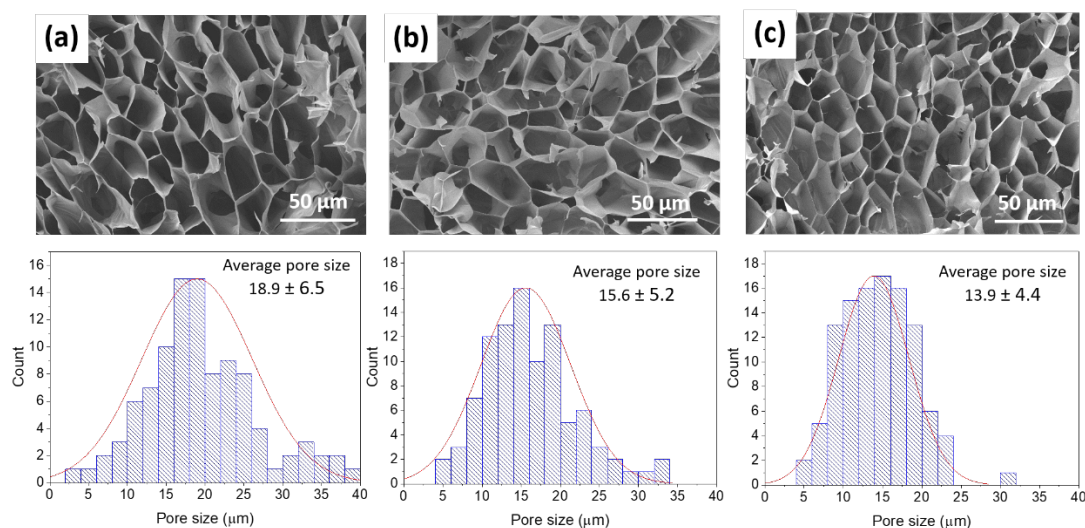 (a)
50 μm
(b)
50 μm
(c)
50 μm
Average pore size
18.9 ± 6.5
Count
16
14
12
10
8
6
4
2
0
0 5 10 15 20 25 30 35 40
Pore size (μm)
Average pore size
15.6 ± 5.2
Count
18
16
14
12
10
8
6
4
2
0
0 5 10 15 20 25 30 35 40
Pore size (μm)
Average pore size
13.9 ± 4.4
Count
18
16
14
12
10
8
6
4
2
0
0 5 10 15 20 25 30 35 40
Pore size (μm)